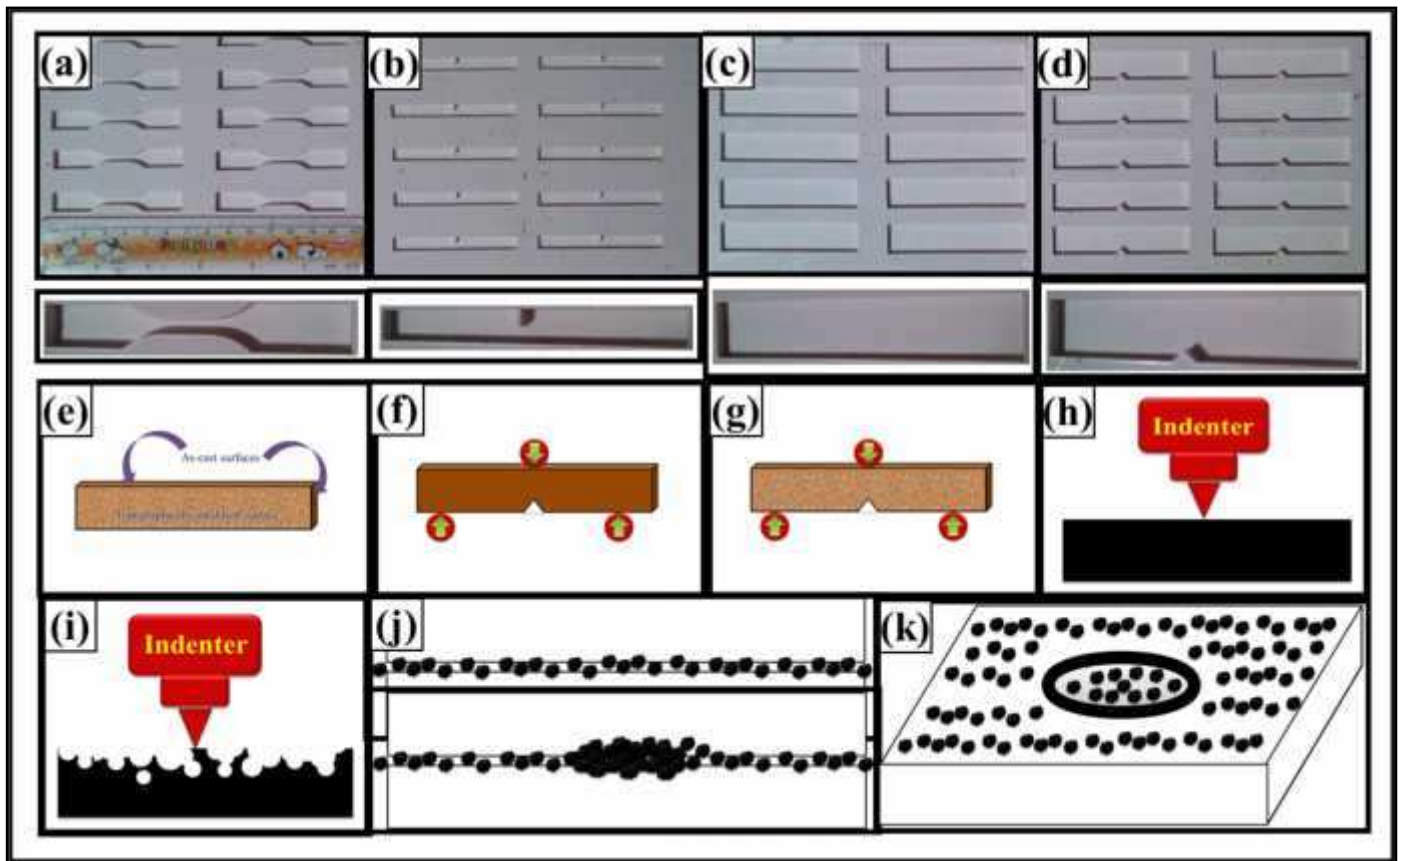 (a)
(b)
(c)
(d)
(e)
As-cast surfaces
(f)
(g)
(h)
Indenter
(i)
Indenter
(j)
(k)